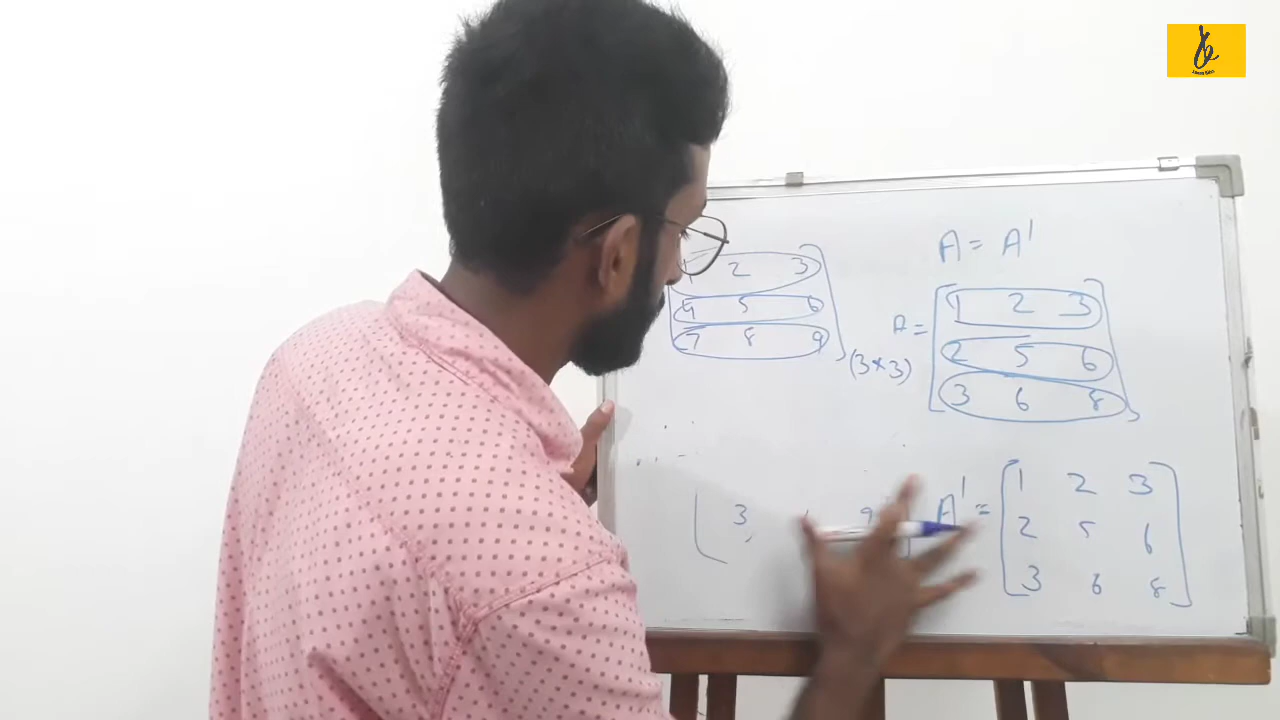 2 3
4 5 6
7 8 9
(3×3)
A = A'
A =
1 2 3
2 5 6
3 6 8
3,
9
A' =
1 2 3
2 5 6
3 6 8